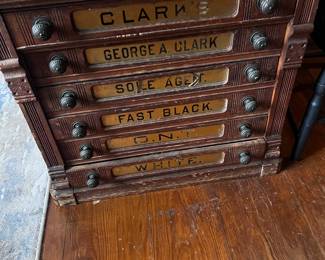 CLARK'S
GEORGE A. CLARK
SOLE AGENT.
FAST BLACK.
O.N.T.
WHITE.